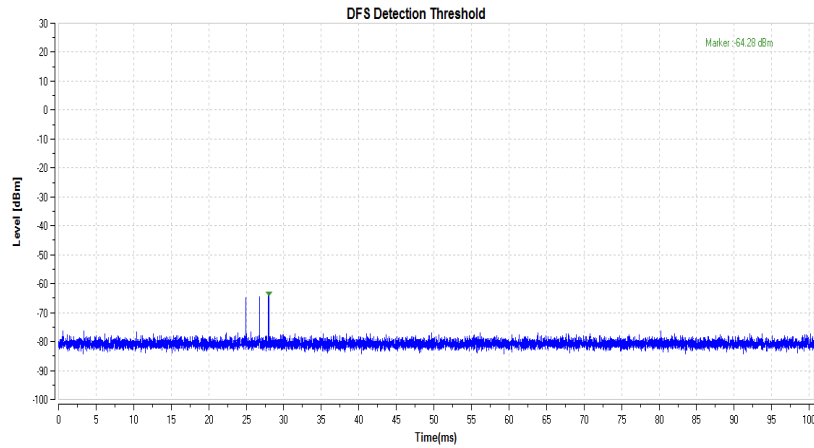 DFS Detection Threshold
Marker :-64.28 dBm
30
20
10
0
-10
-20
-30
-40
-50
-60
-70
-80
-90
-100
Level [dBm]
0 5 10 15 20 25 30 35 40 45 50 55 60 65 70 75 80 85 90 95 100
Time(ms)